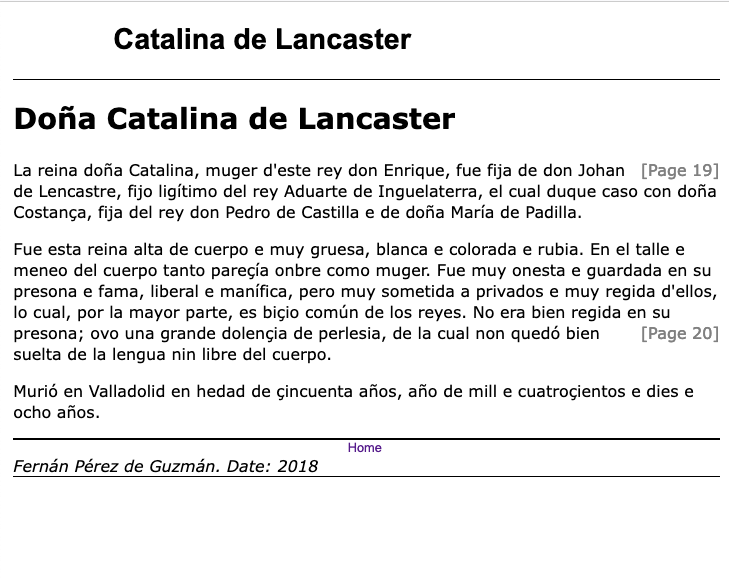 Catalina de Lancaster
Doña Catalina de Lancaster
La reina doña Catalina, muger d'este rey don Enrique, fue fija de don Johan [Page 19]
de Lencastre, fijo ligítimo del rey Aduarte de Inguelaterra, el cual duque caso con doña
Costança, fija del rey don Pedro de Castilla e de doña María de Padilla.
Fue esta reina alta de cuerpo e muy gruesa, blanca e colorada e rubia. En el talle e
meneo del cuerpo tanto pareçía onbre como muger. Fue muy onesta e guardada en su
presona e fama, liberal e manífica, pero muy sometida a privados e muy regida d'ellos,
lo cual, por la mayor parte, es biçio común de los reyes. No era bien regida en su
presona; ovo una grande dolençia de perlesia, de la cual non quedó bien [Page 20]
suelta de la lengua nin libre del cuerpo.
Murió en Valladolid en hedad de çincuenta años, año de mill e cuatroçientos e dies e
ocho años.
Home
Fernán Pérez de Guzmán. Date: 2018